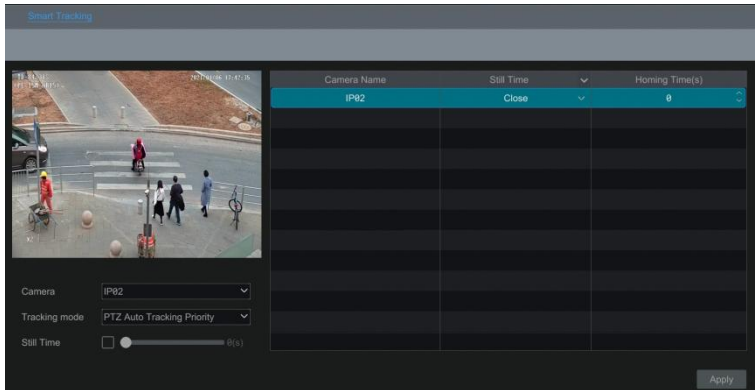 Smart Tracking
Camera Name Still Time Homing Time(s)
IP02 Close 0
Camera IP02
Tracking mode PTZ Auto Tracking Priority
Still Time 0(s)
Apply